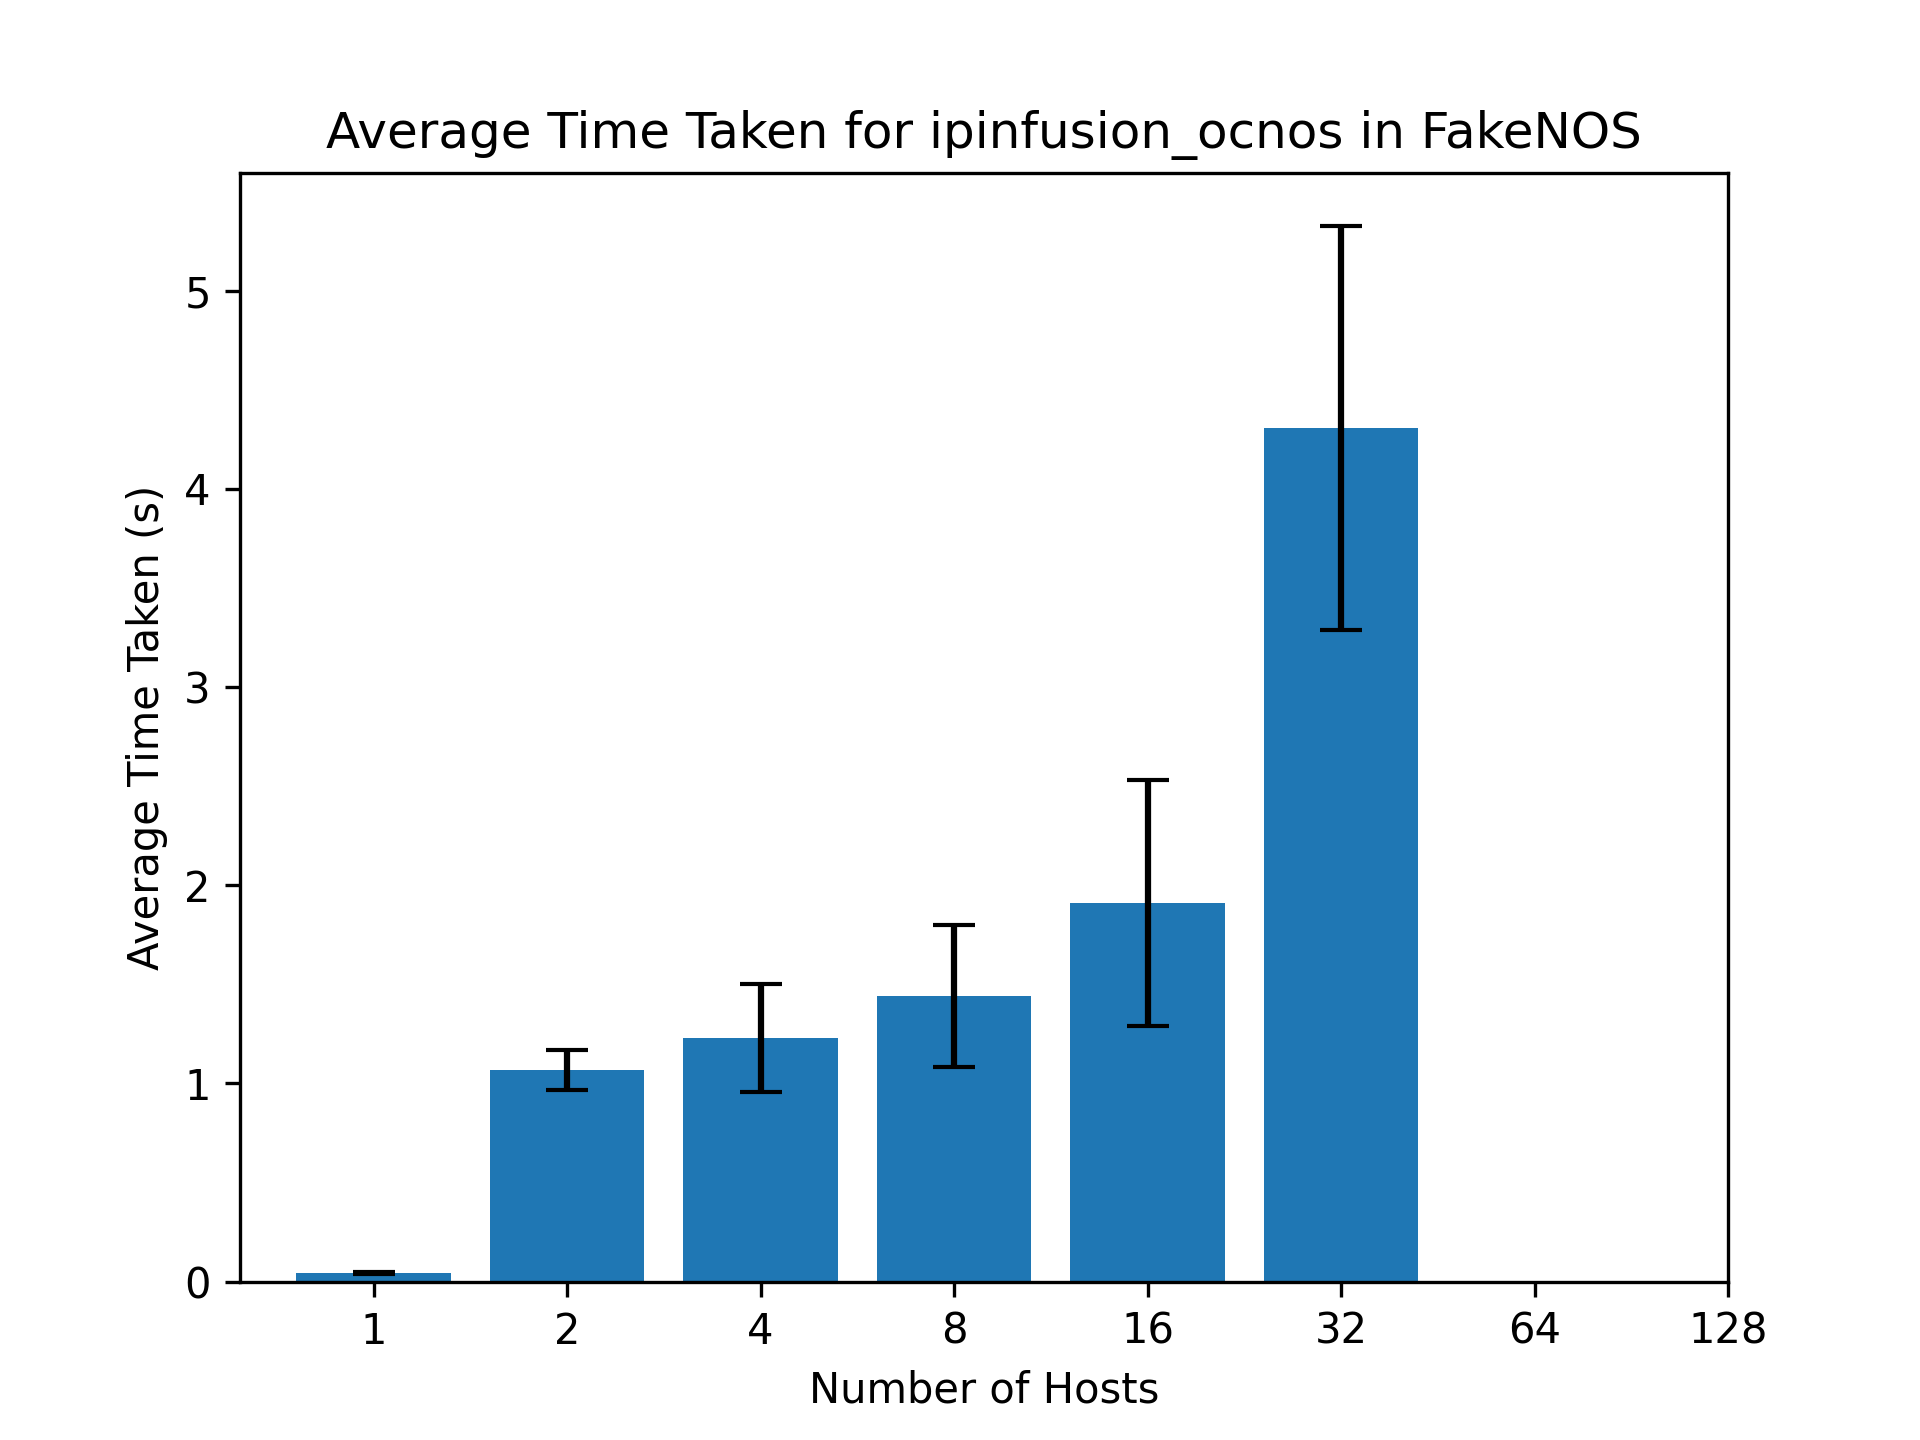 Average Time Taken for ipinfusion_ocnos in FakeNOS
Average Time Taken (s)
5
4
3
2
1
0
1 2 4 8 16 32 64 128
Number of Hosts